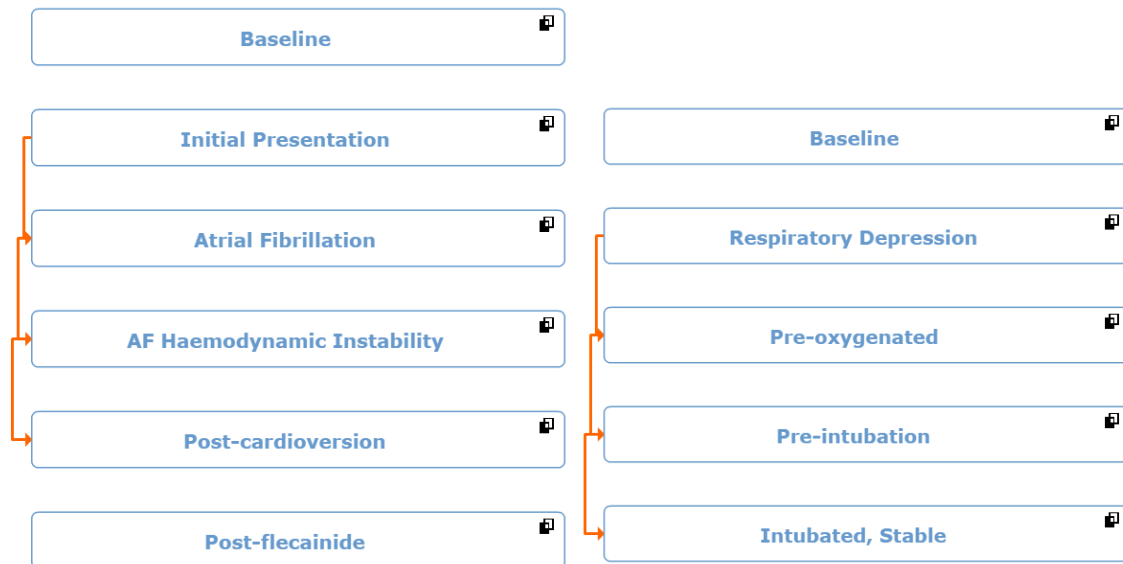 Baseline
Initial Presentation
Atrial Fibrillation
AF Haemodynamic Instability
Post-cardioversion
Post-flecainide
Baseline
Respiratory Depression
Pre-oxygenated
Pre-intubation
Intubated, Stable